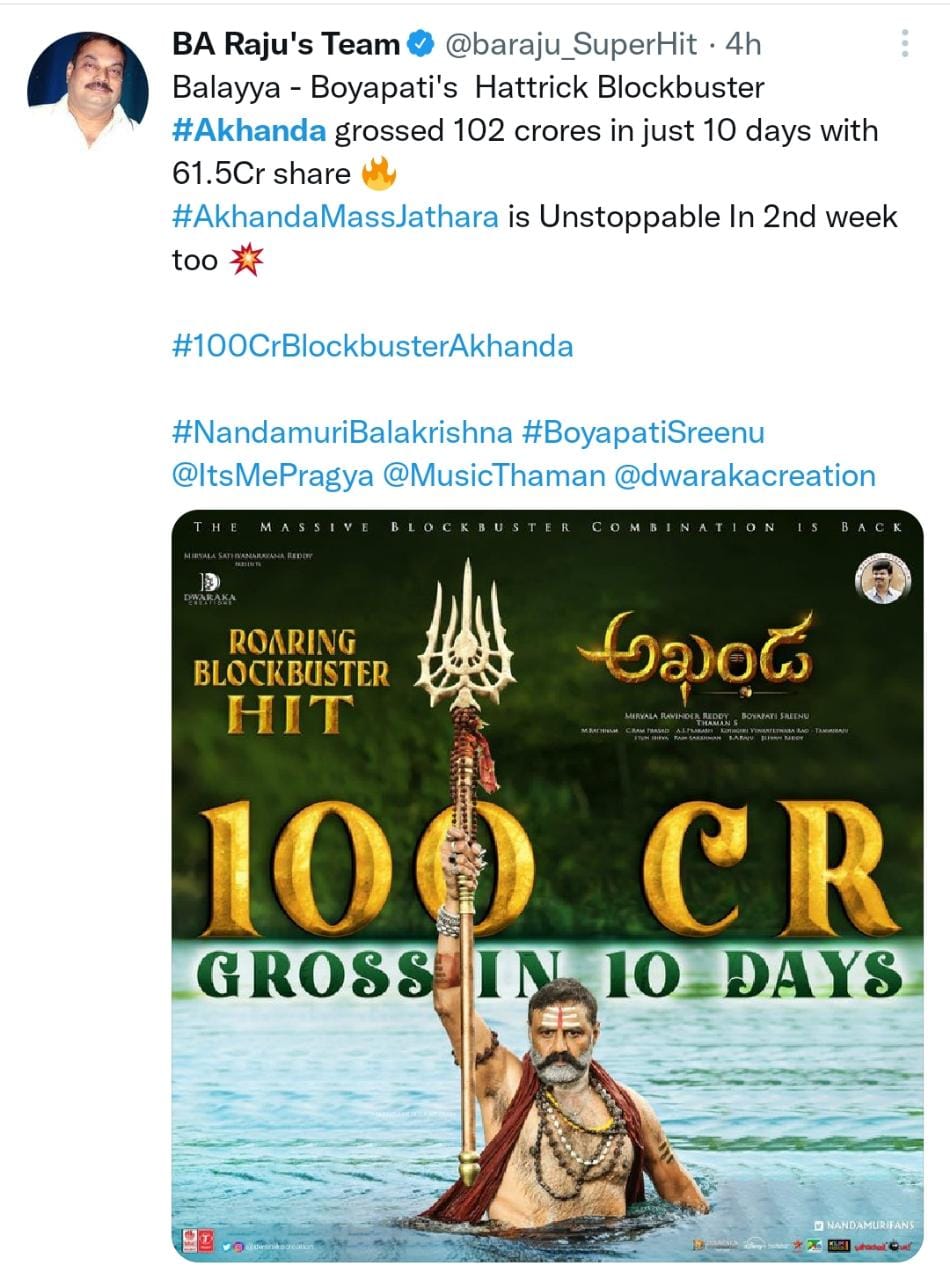 BA Raju's Team @baraju_SuperHit · 4h
Balayya - Boyapati's Hattrick Blockbuster
#Akhanda grossed 102 crores in just 10 days with
61.5Cr share 🔥
#AkhandaMassJathara is Unstoppable In 2nd week
too 💥
#100CrBlockbusterAkhanda
#NandamuriBalakrishna #BoyapatiSreenu
@ItsMePragya @MusicThaman @dwarakacreation
THE MASSIVE BLOCKBUSTER COMBINATION IS BACK
MIRYALA SATHYANARAYANA REDDY
PRESENTS
DWARAKA
CREATIONS
ROARING
BLOCKBUSTER
HIT
అఖండ
MIRYALA RAVINDER REDDY BOYAPATI SREENU
THAMAN S
100 CR
GROSS IN 10 DAYS
NANDAMURIFANS